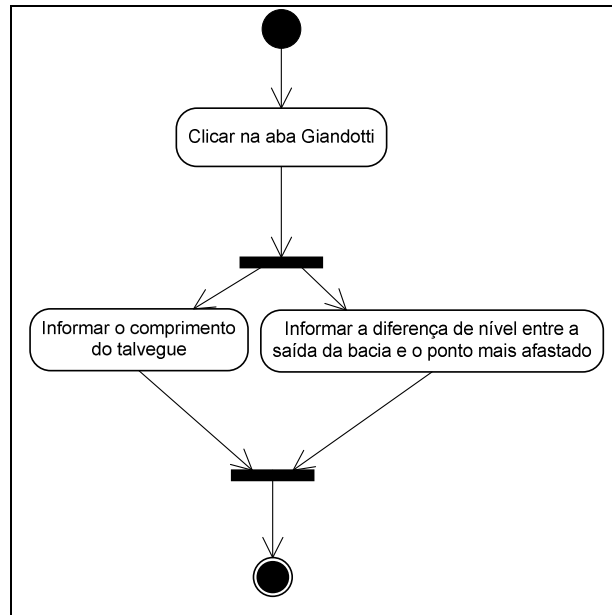 Clicar na aba Giandotti
Informar o comprimento
do talvegue
Informar a diferença de nível entre a
saída da bacia e o ponto mais afastado